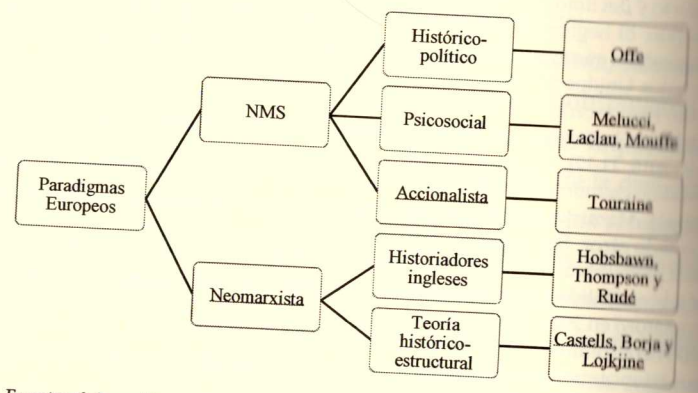 Histórico-
político
Offe
NMS
Psicosocial
Melucci,
Laclau, Mouffe
Paradigmas
Europeos
Accionalista
Touraine
Neomarxista
Historiadores
ingleses
Hobsbawn,
Thompson y
Rudé
Teoría
histórico-
estructural
Castells, Borja y
Lojkjine